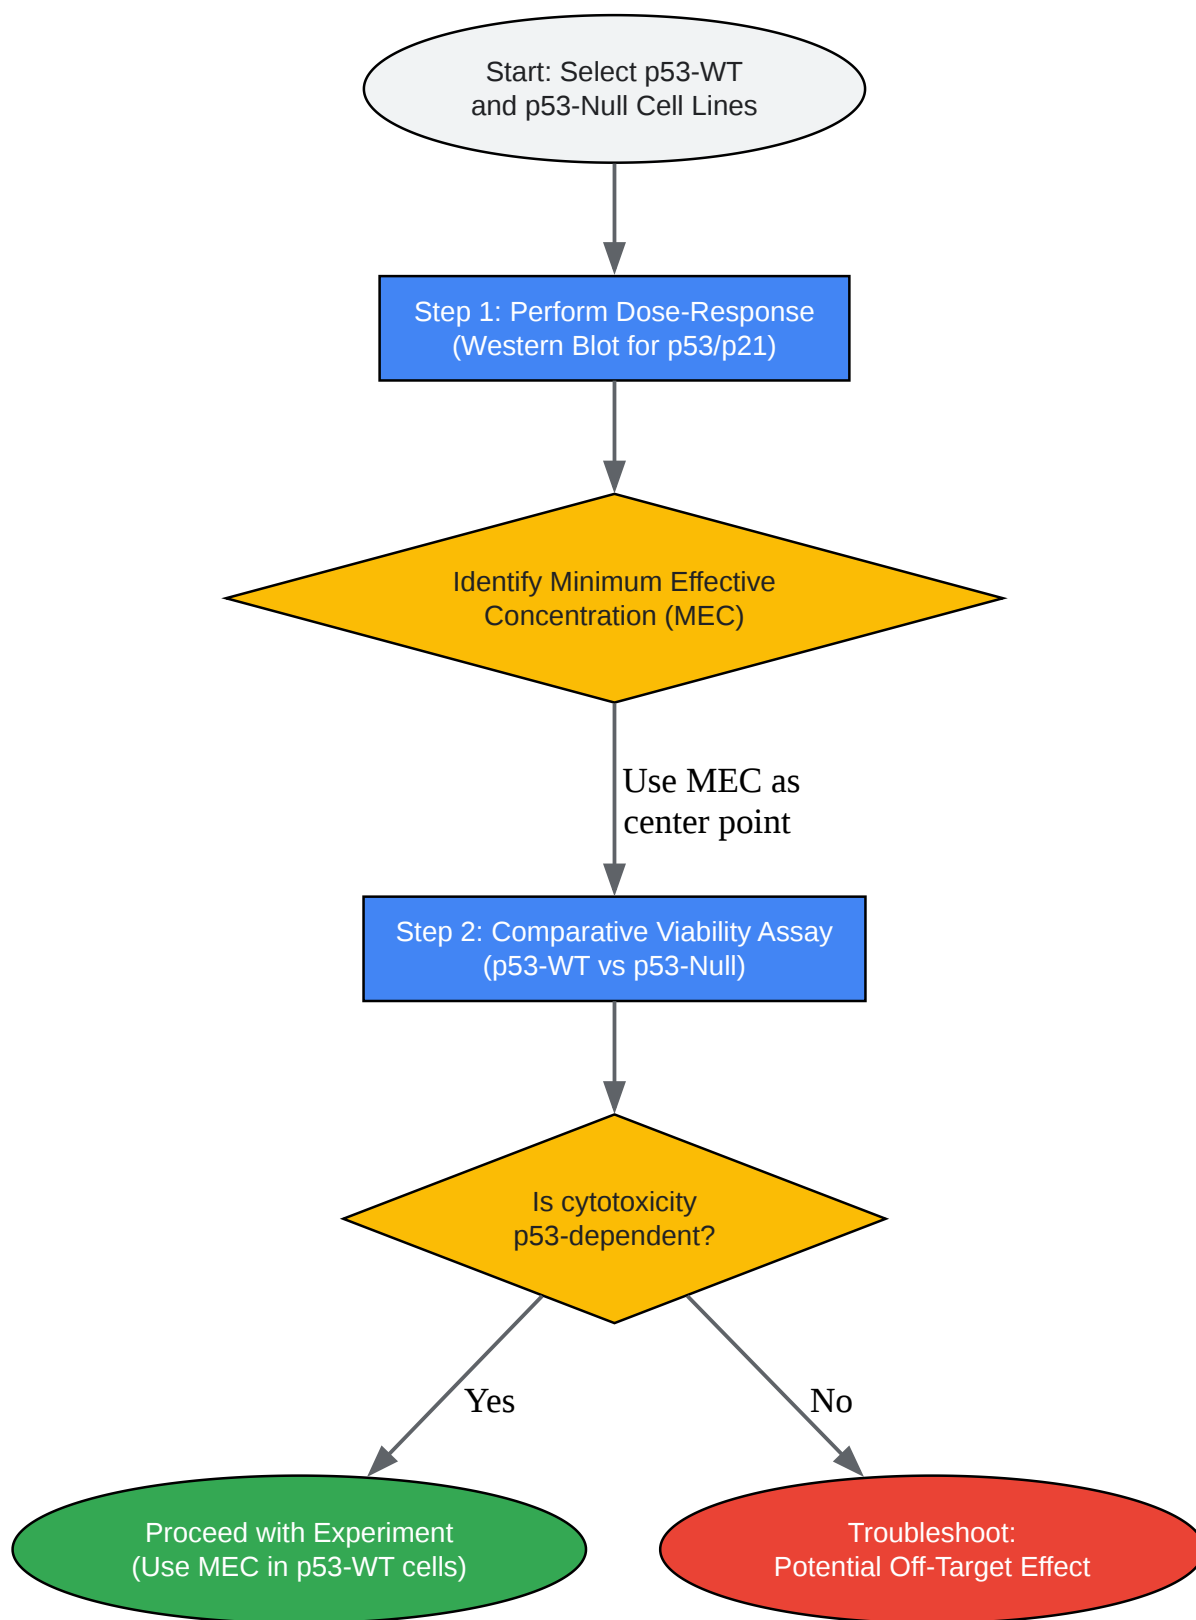 Start: Select p53-WT
and p53-Null Cell Lines
Step 1: Perform Dose-Response
(Western Blot for p53/p21)
Identify Minimum Effective
Concentration (MEC)
Use MEC as
center point
Step 2: Comparative Viability Assay
(p53-WT vs p53-Null)
Is cytotoxicity
p53-dependent?
Yes
No
Proceed with Experiment
(Use MEC in p53-WT cells)
Troubleshoot:
Potential Off-Target Effect